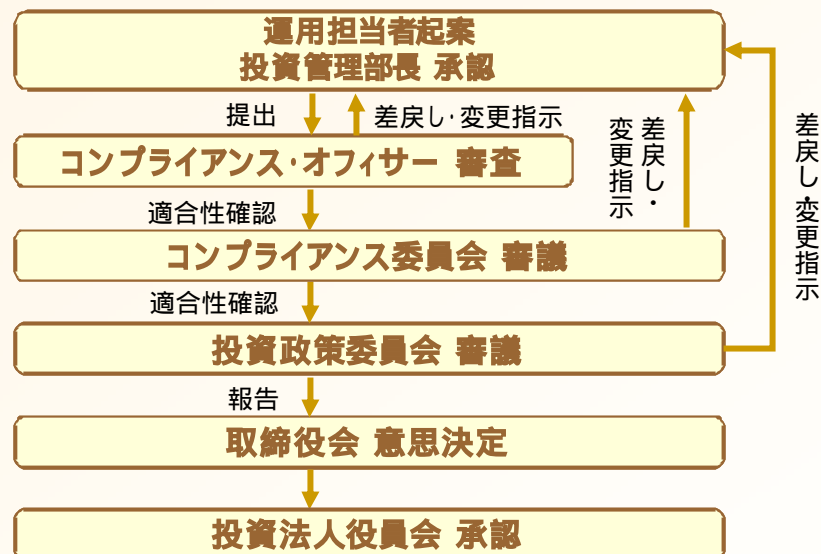 運用担当者起案
投資管理部長 承認
提出
差戻し・変更指示
コンプライアンス・オフィサー 審査
差戻し・
変更指示
差戻し・変更指示
適合性確認
コンプライアンス委員会 審議
適合性確認
投資政策委員会 審議
報告
取締役会 意思決定
投資法人役員会 承認